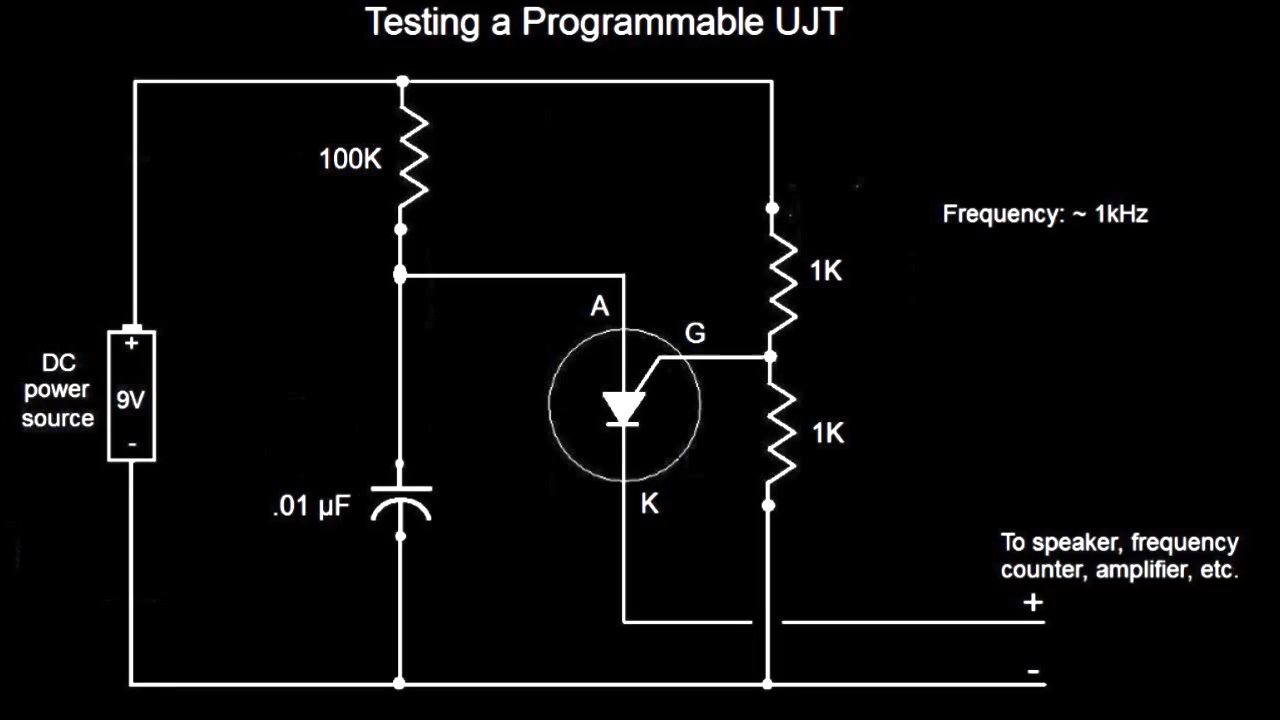 Testing a Programmable UJT
100K
Frequency: ~ 1kHz
1K
A
G
+
DC
power
source
9V
-
1K
.01 µF
K
To speaker, frequency
counter, amplifier, etc.
+
-